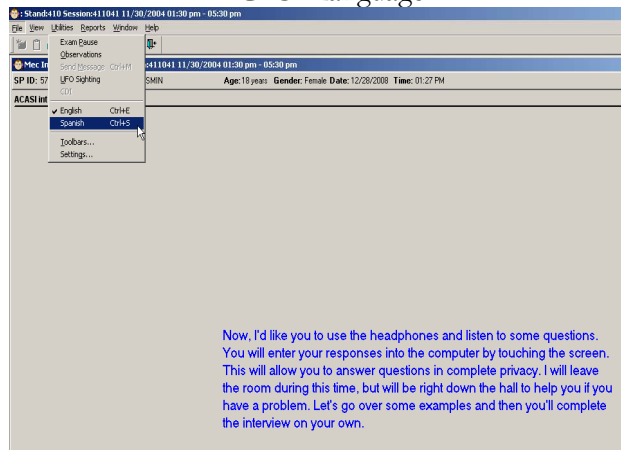 : Stand:410 Session:411041 11/30/2004 01:30 pm - 05:30 pm
File View Utilities Reports Window Help
Exam Pause
Observations
Send Message Ctrl+M
UFO Sighting
CDI
English Ctrl+E
Spanish Ctrl+S
Toolbars...
Settings...
Mec In :411041 11/30/2004 01:30 pm - 05:30 pm
SP ID: 57 SMIN Age: 18 years Gender: Female Date: 12/28/2008 Time: 01:27 PM
ACASI int
Now, I'd like you to use the headphones and listen to some questions.
You will enter your responses into the computer by touching the screen.
This will allow you to answer questions in complete privacy. I will leave
the room during this time, but will be right down the hall to help you if you
have a problem. Let's go over some examples and then you'll complete
the interview on your own.